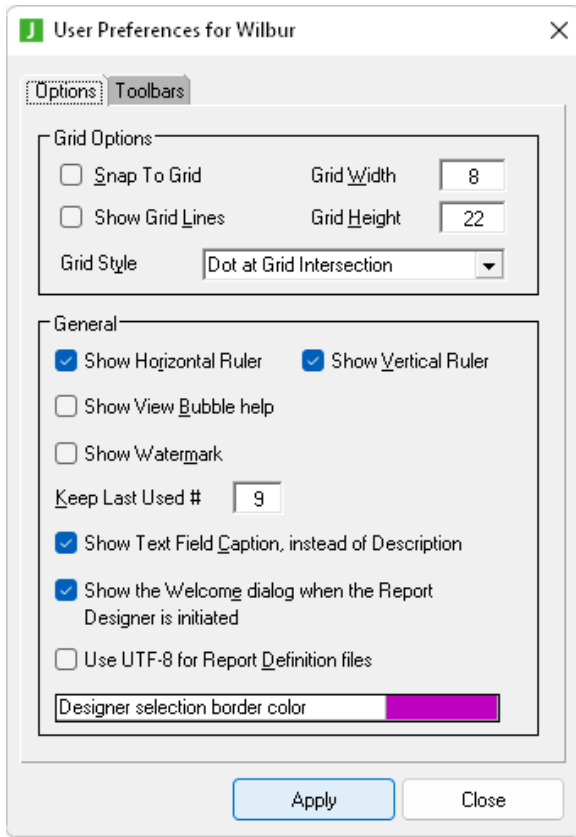 J User Preferences for Wilbur
Options Toolbars
Grid Options
Snap To Grid Grid Width 8
Show Grid Lines Grid Height 22
Grid Style Dot at Grid Intersection
General
Show Horizontal Ruler Show Vertical Ruler
Show View Bubble help
Show Watermark
Keep Last Used # 9
Show Text Field Caption, instead of Description
Show the Welcome dialog when the Report
Designer is initiated
Use UTF-8 for Report Definition files
Designer selection border color
Apply Close